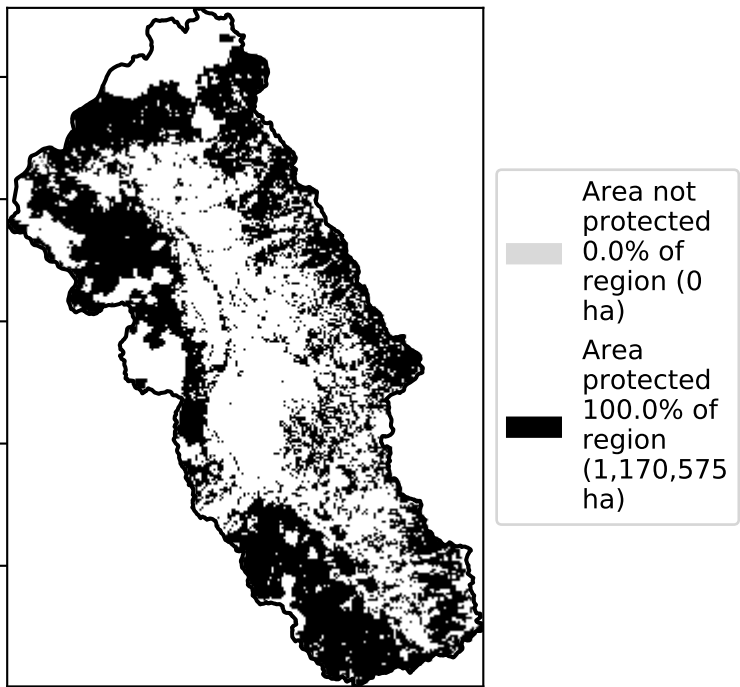 Area not
protected
0.0% of
region (0
ha)
Area
protected
100.0% of
region
(1,170,575
ha)